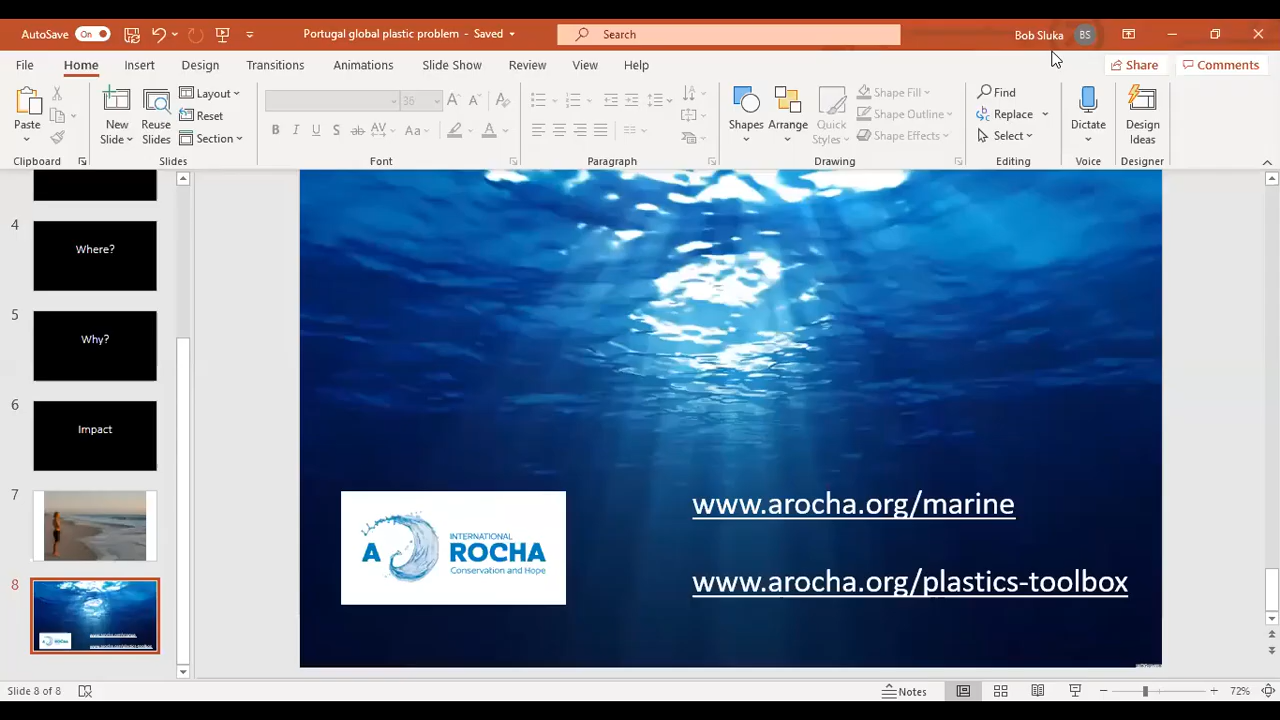 AutoSave On Portugal global plastic problem - Saved Search Bob Sluka BS
File Home Insert Design Transitions Animations Slide Show Review View Help Share Comments
Paste New Slide Reuse Slides Layout Reset Section 36 Shapes Arrange Quick Styles Shape Fill Shape Outline Shape Effects Find Replace Select Dictate Design Ideas
Clipboard Slides Font Paragraph Drawing Editing Voice Designer
4 Where?
5 Why?
6 Impact
7
8
INTERNATIONAL
A ROCHA
Conservation and Hope
www.arocha.org/marine
www.arocha.org/plastics-toolbox
Slide 8 of 8 Notes 72%